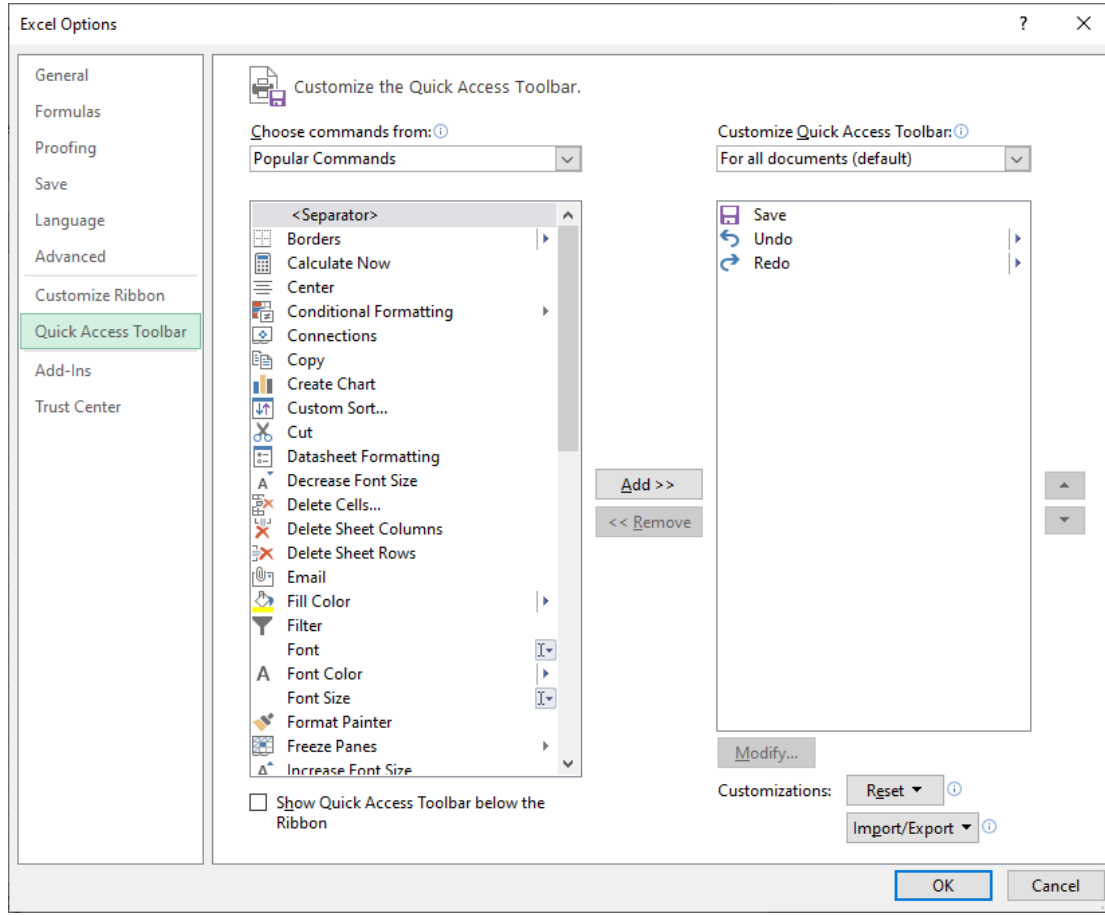 Excel Options
?
General
Formulas
Proofing
Save
Language
Advanced
Customize Ribbon
Quick Access Toolbar
Add-Ins
Trust Center
Customize the Quick Access Toolbar.
Choose commands from:
Popular Commands
<Separator>
Borders
Calculate Now
Center
Conditional Formatting
Connections
Copy
Create Chart
Custom Sort...
Cut
Datasheet Formatting
Decrease Font Size
Delete Cells...
Delete Sheet Columns
Delete Sheet Rows
Email
Fill Color
Filter
Font
Font Color
Font Size
Format Painter
Freeze Panes
Increase Font Size
Show Quick Access Toolbar below the
Ribbon
Add >>
<< Remove
Customize Quick Access Toolbar:
For all documents (default)
Save
Undo
Redo
Modify...
Customizations:
Reset
Import/Export
OK
Cancel